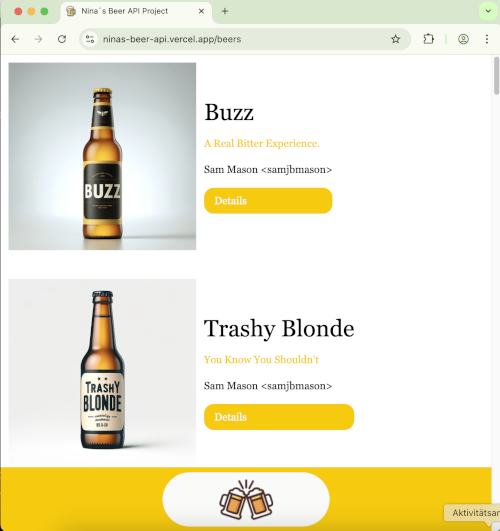 Nina`s Beer API Project
ninas-beer-api.vercel.app/beers
BUZZ
Buzz
A Real Bitter Experience.
Sam Mason <samjbmason>
Details
TRASHY
BLONDE
Trashy Blonde
You Know You Shouldn't
Sam Mason <samjbmason>
Details
Aktivitätsan